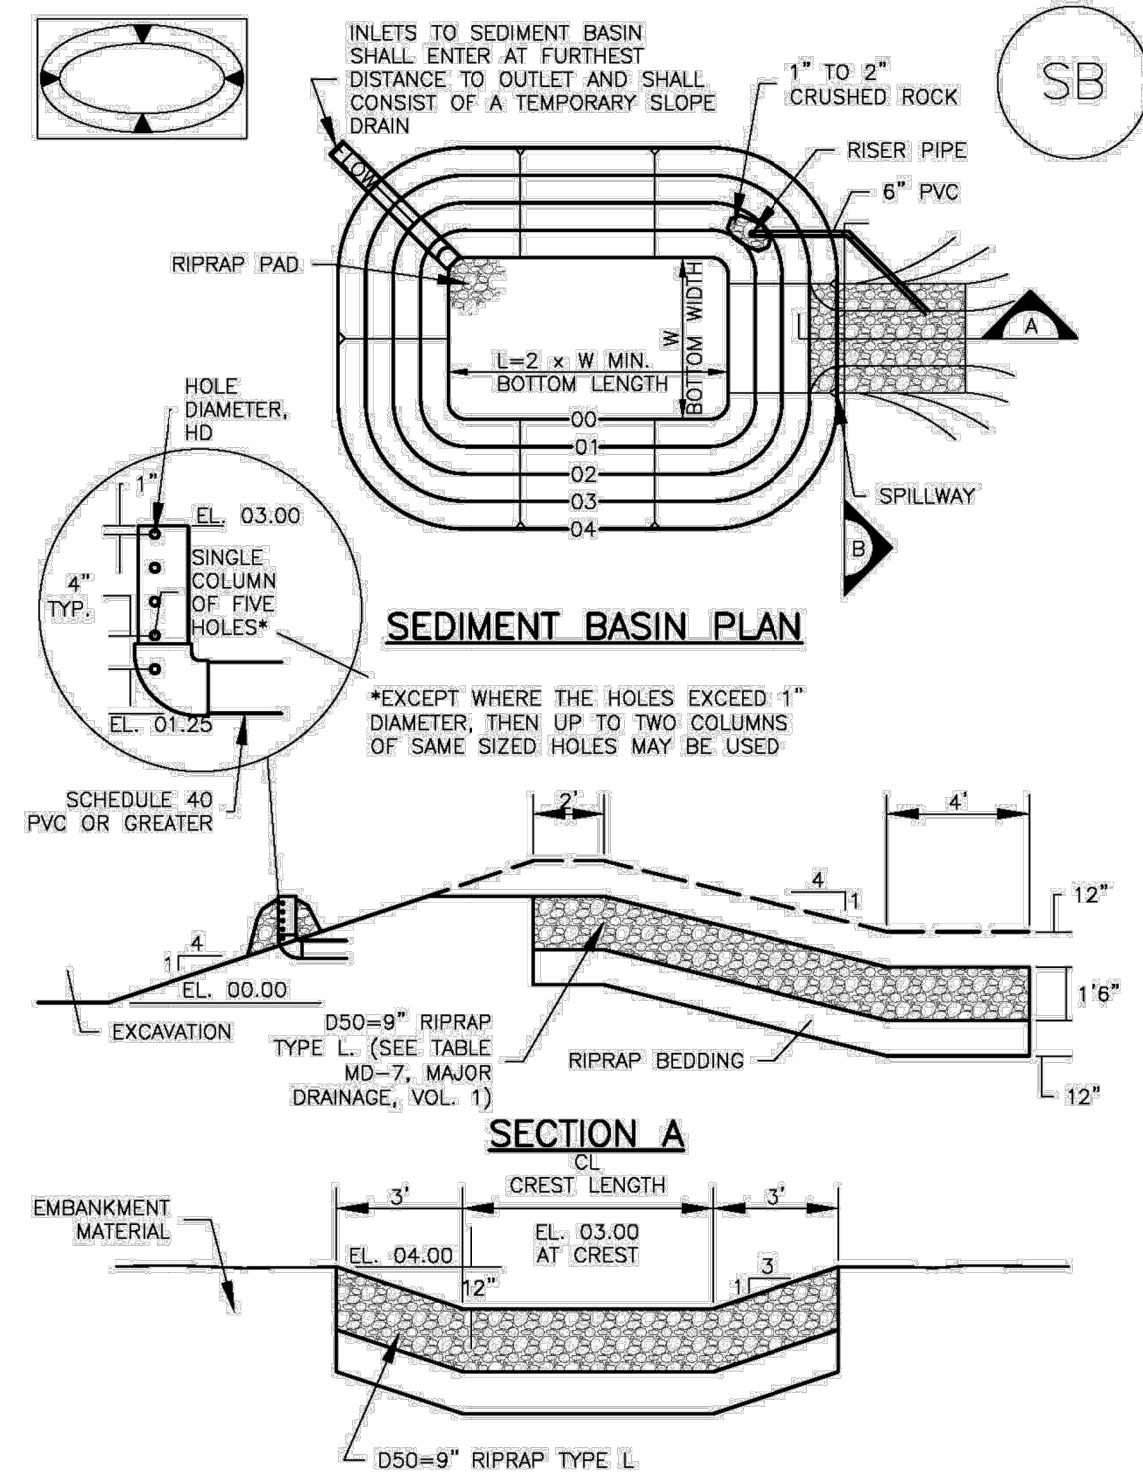 INLETS TO SEDIMENT BASIN
SHALL ENTER AT FURTHEST
DISTANCE TO OUTLET AND SHALL
CONSIST OF A TEMPORARY SLOPE
DRAIN
1" TO 2"
CRUSHED ROCK
SB
RISER PIPE
6" PVC
FLOW
RIPRAP PAD
A
W
BOTTOM WIDTH
L=2 x W MIN.
BOTTOM LENGTH
00
01
02
03
04
SPILLWAY
B
HOLE
DIAMETER,
HD
1"
EL. 03.00
4"
TYP.
SINGLE
COLUMN
OF FIVE
HOLES*
EL. 01.25
SEDIMENT BASIN PLAN
*EXCEPT WHERE THE HOLES EXCEED 1"
DIAMETER, THEN UP TO TWO COLUMNS
OF SAME SIZED HOLES MAY BE USED
SCHEDULE 40
PVC OR GREATER
2'
4'
4
1
12"
4
1
EL. 00.00
1'6"
EXCAVATION
D50=9" RIPRAP
TYPE L. (SEE TABLE
MD-7, MAJOR
DRAINAGE, VOL. 1)
RIPRAP BEDDING
12"
SECTION A
CL
CREST LENGTH
3'
3'
EMBANKMENT
MATERIAL
EL. 04.00
EL. 03.00
AT CREST
12"
3
1
D50=9" RIPRAP TYPE L